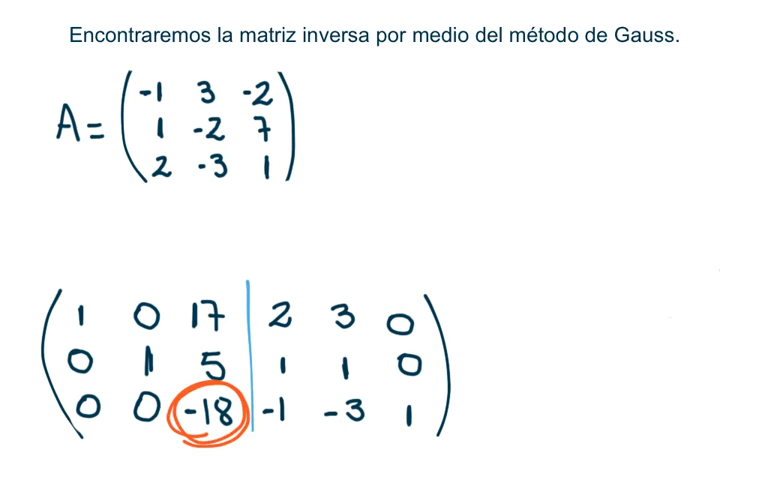 Encontraremos la matriz inversa por medio del método de Gauss.
A = ( -1 3 -2
1 -2 7
2 -3 1 )
( 1 0 17 | 2 3 0
0 1 5 | 1 1 0
0 0 -18 | -1 -3 1 )